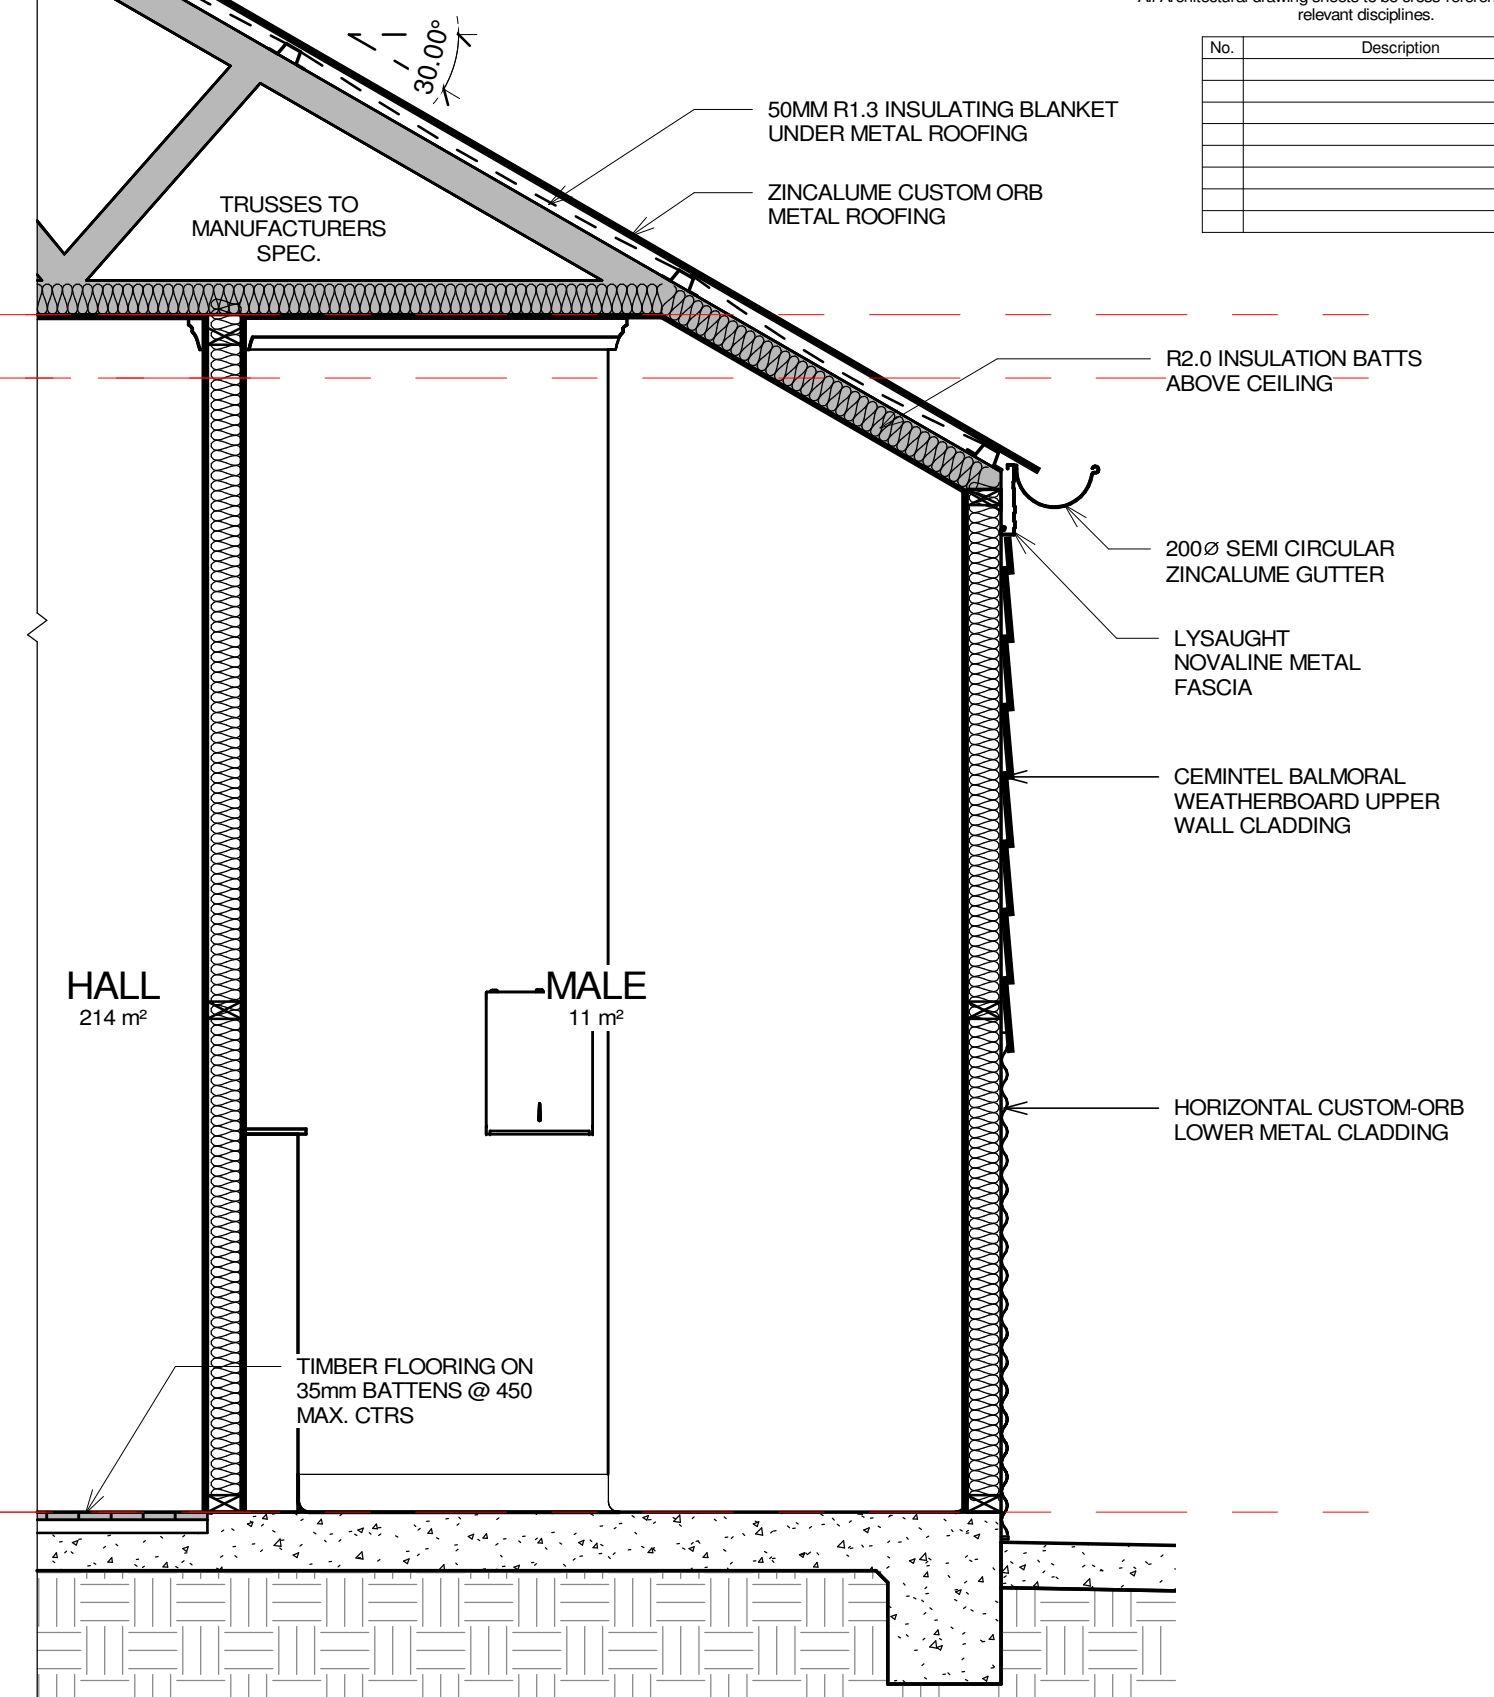 relevant disciplines.
No.
Description
30.00°
50MM R1.3 INSULATING BLANKET
UNDER METAL ROOFING
ZINCALUME CUSTOM ORB
METAL ROOFING
TRUSSES TO
MANUFACTURERS
SPEC.
R2.0 INSULATION BATTS
ABOVE CEILING
200Ø SEMI CIRCULAR
ZINCALUME GUTTER
LYSAUGHT
NOVALINE METAL
FASCIA
CEMINTEL BALMORAL
WEATHERBOARD UPPER
WALL CLADDING
HALL
214 m²
MALE
11 m²
HORIZONTAL CUSTOM-ORB
LOWER METAL CLADDING
TIMBER FLOORING ON
35mm BATTENS @ 450
MAX. CTRS